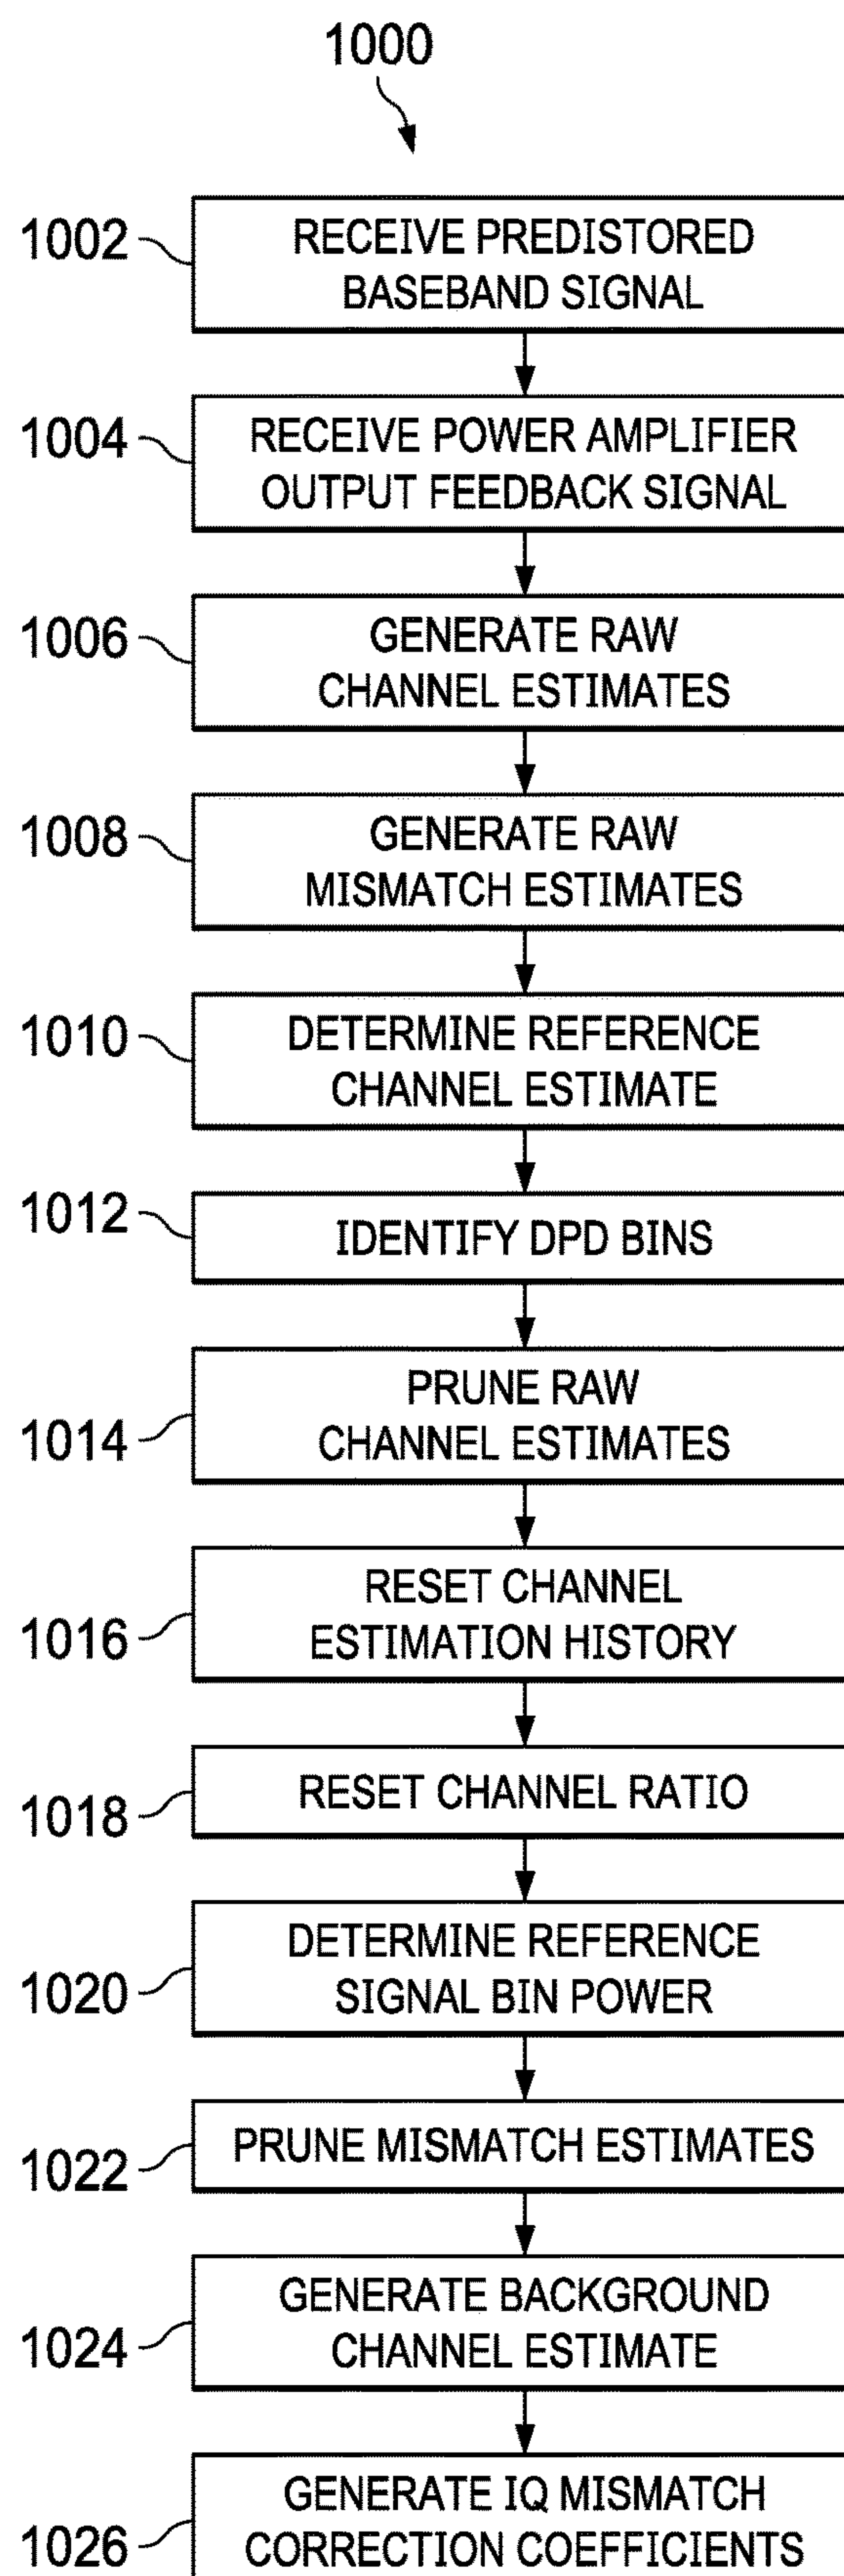 1000
1002
RECEIVE PREDISTORED
BASEBAND SIGNAL
1004
RECEIVE POWER AMPLIFIER
OUTPUT FEEDBACK SIGNAL
1006
GENERATE RAW
CHANNEL ESTIMATES
1008
GENERATE RAW
MISMATCH ESTIMATES
1010
DETERMINE REFERENCE
CHANNEL ESTIMATE
1012
IDENTIFY DPD BINS
1014
PRUNE RAW
CHANNEL ESTIMATES
1016
RESET CHANNEL
ESTIMATION HISTORY
1018
RESET CHANNEL RATIO
1020
DETERMINE REFERENCE
SIGNAL BIN POWER
1022
PRUNE MISMATCH ESTIMATES
1024
GENERATE BACKGROUND
CHANNEL ESTIMATE
1026
GENERATE IQ MISMATCH
CORRECTION COEFFICIENTS